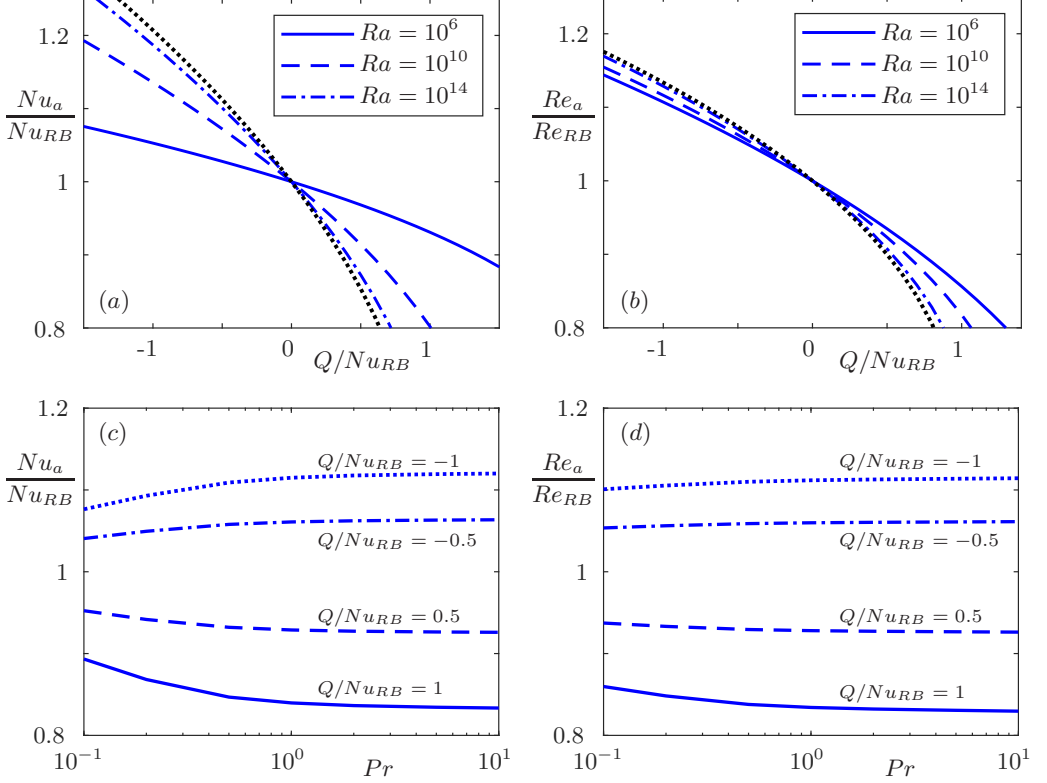 1.2
Nu_a
Nu_RB
1
0.8
Ra = 10^6
Ra = 10^10
Ra = 10^14
(a)
-1
0
1
Q/Nu_RB
1.2
Re_a
Re_RB
1
0.8
Ra = 10^6
Ra = 10^10
Ra = 10^14
(b)
-1
0
1
Q/Nu_RB
1.2
Nu_a
Nu_RB
1
0.8
(c)
Q/Nu_RB = −1
Q/Nu_RB = −0.5
Q/Nu_RB = 0.5
Q/Nu_RB = 1
10^−1
10^0
Pr
10^1
1.2
Re_a
Re_RB
1
0.8
(d)
Q/Nu_RB = −1
Q/Nu_RB = −0.5
Q/Nu_RB = 0.5
Q/Nu_RB = 1
10^−1
10^0
Pr
10^1